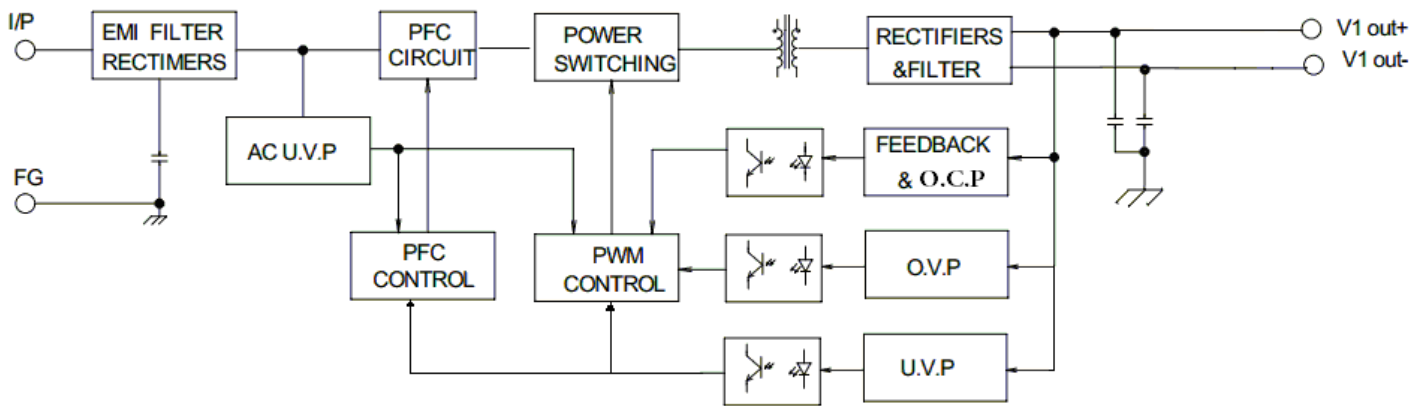 I/P
EMI FILTER
RECTIMERS
PFC
CIRCUIT
POWER
SWITCHING
RECTIFIERS
&FILTER
V1 out+
V1 out-
AC U.V.P
FEEDBACK
& O.C.P
FG
PFC
CONTROL
PWM
CONTROL
O.V.P
U.V.P